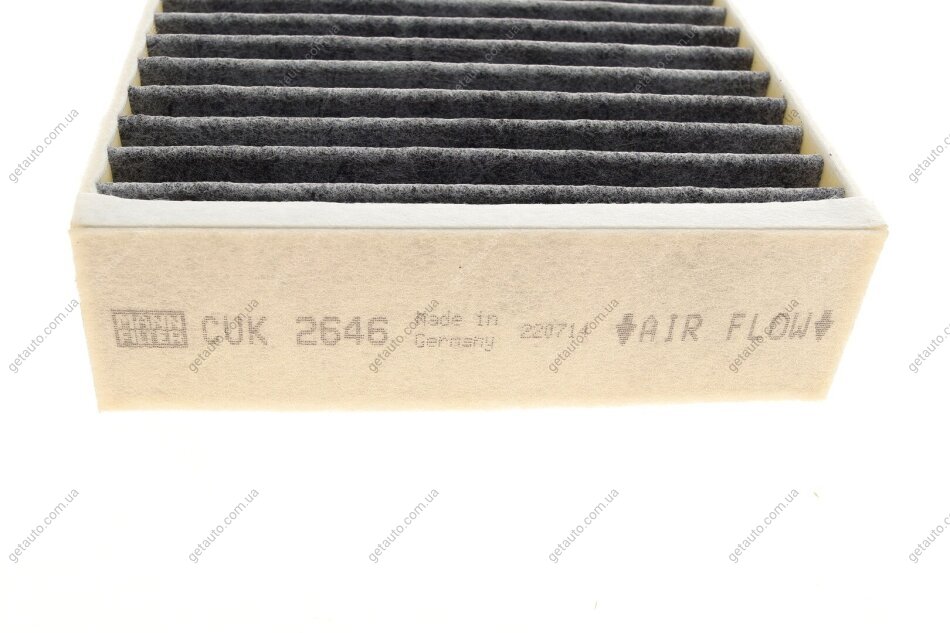 MANN
FILTER
CUK 2646
Made in
Germany
220714
AIR FLOW
getauto.com.ua